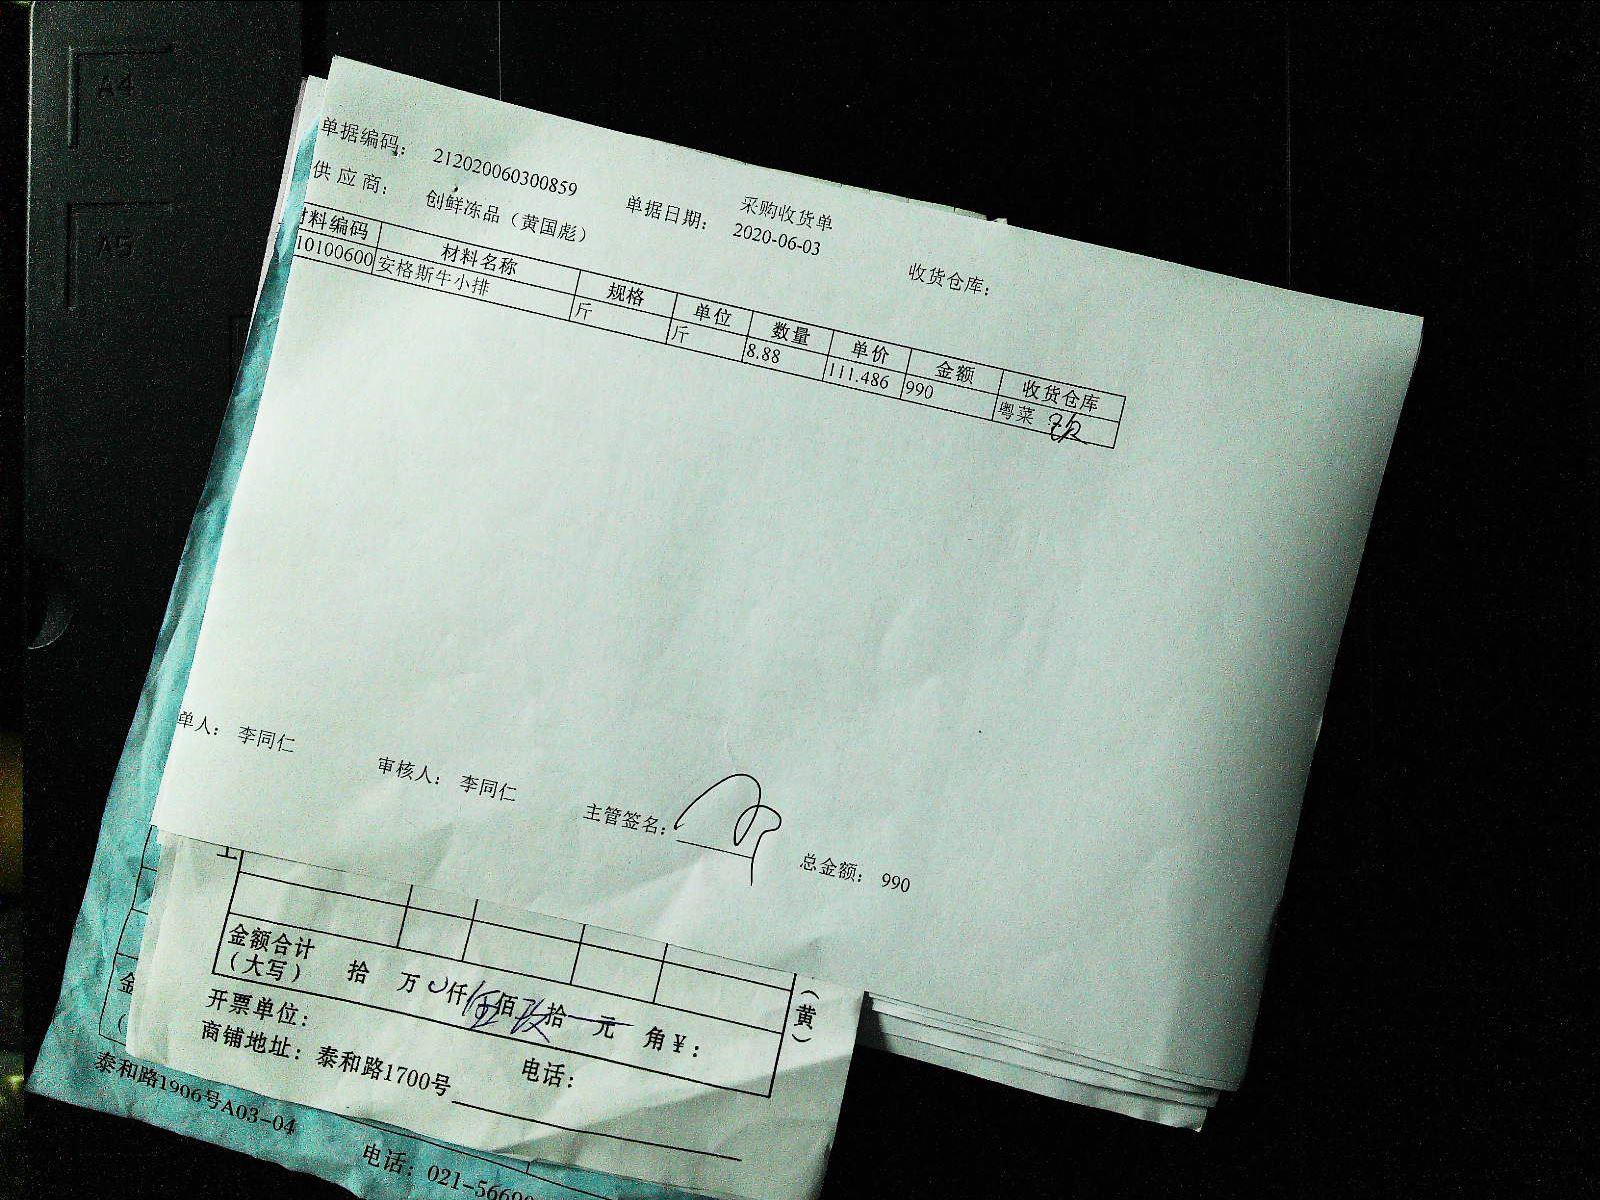 A4
A5
采购收货单
单据编码: 212020060300859 单据日期: 2020-06-03 收货仓库:
供应商: 创鲜冻品（黄国彪）
材料编码 材料名称 规格 单位 数量 单价 金额 收货仓库
10100600 安格斯牛小排 斤 斤 8.88 111.486 990 粤菜
单人: 李同仁 审核人: 李同仁 主管签名: 总金额: 990
金额合计
（大写） 拾 万 仟 伍 佰 玖 拾 元 角 ¥:
（黄）
开票单位:
商铺地址: 泰和路1700号 电话:
泰和路1906号A03-04 电话: 021-5669